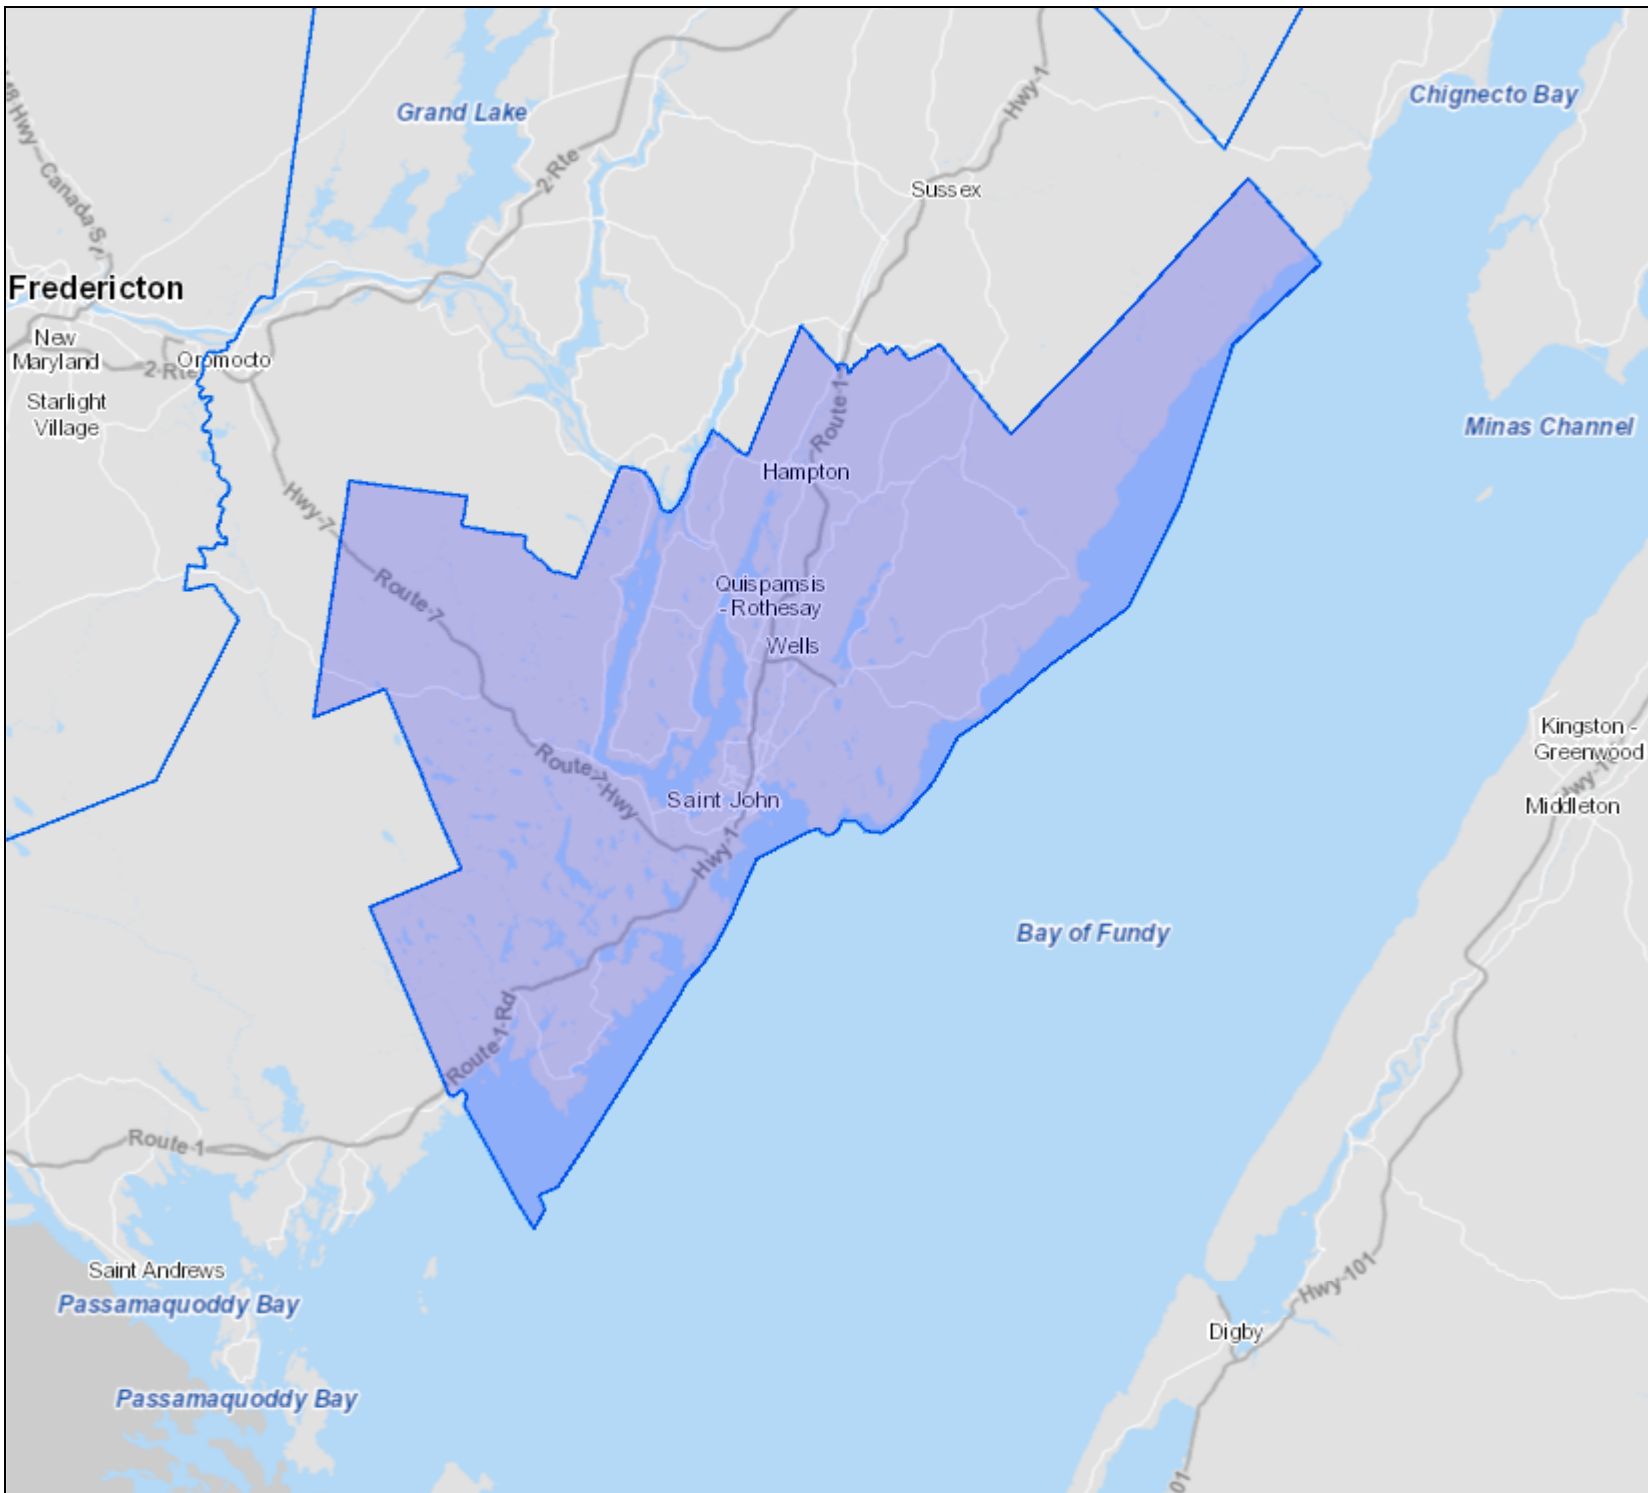 Hwy-1
Chignecto Bay
Grand Lake
2-Rte
Sussex
Fredericton
New
Maryland
2-Rte
Oromocto
Starlight
Village
Route-1
Minas Channel
Hampton
Hwy-7
Route-7
Quispamsis
- Rothesay
Wells
Kingston -
Greenwood
Route-7-Hwy
Saint John
Middleton
Hwy-1
Bay of Fundy
Route-1-Rd
Route-1
Saint Andrews
Passamaquoddy Bay
Hwy-101
Digby
Passamaquoddy Bay